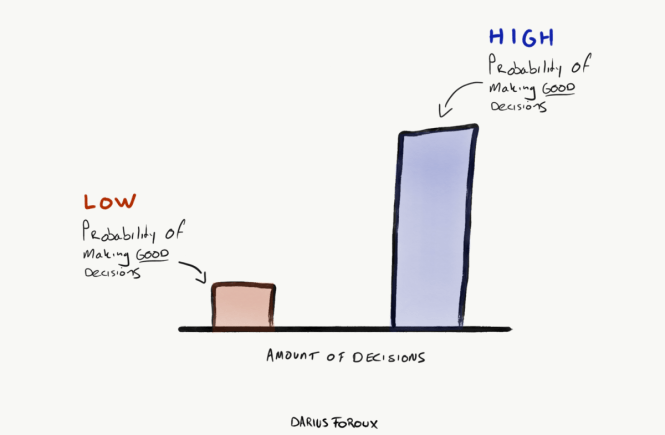 HIGH
Probability of
Making GOOD
Decisions
LOW
Probability of
Making GOOD
Decisions
AMOUNT OF DECISIONS
DARIUS FOROUX